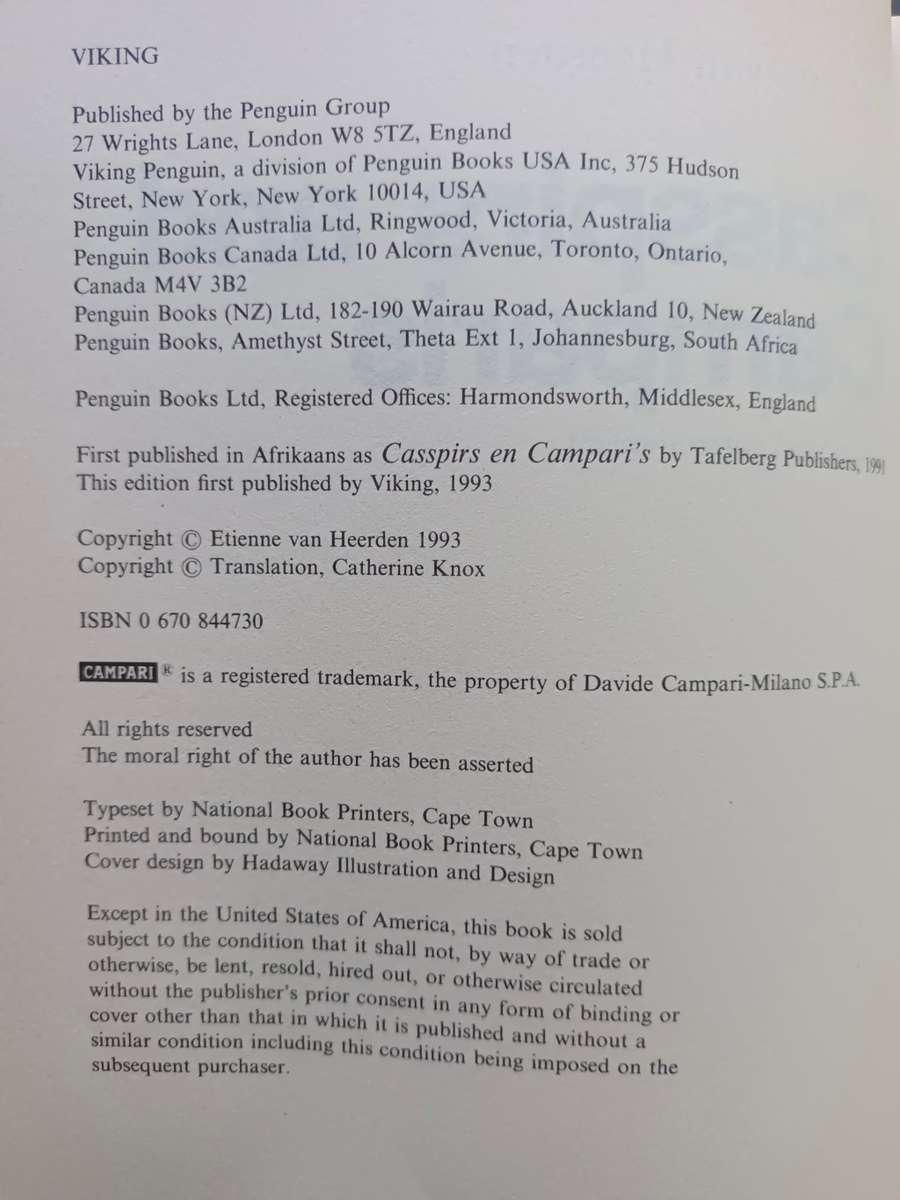 VIKING
Published by the Penguin Group
27 Wrights Lane, London W8 5TZ, England
Viking Penguin, a division of Penguin Books USA Inc, 375 Hudson
Street, New York, New York 10014, USA
Penguin Books Australia Ltd, Ringwood, Victoria, Australia
Penguin Books Canada Ltd, 10 Alcorn Avenue, Toronto, Ontario,
Canada M4V 3B2
Penguin Books (NZ) Ltd, 182-190 Wairau Road, Auckland 10, New Zealand
Penguin Books, Amethyst Street, Theta Ext 1, Johannesburg, South Africa
Penguin Books Ltd, Registered Offices: Harmondsworth, Middlesex, England
First published in Afrikaans as Casspirs en Campari's by Tafelberg Publishers, 1991
This edition first published by Viking, 1993
Copyright © Etienne van Heerden 1993
Copyright © Translation, Catherine Knox
ISBN 0 670 844730
CAMPARI ® is a registered trademark, the property of Davide Campari-Milano S.P.A.
All rights reserved
The moral right of the author has been asserted
Typeset by National Book Printers, Cape Town
Printed and bound by National Book Printers, Cape Town
Cover design by Hadaway Illustration and Design
Except in the United States of America, this book is sold
subject to the condition that it shall not, by way of trade or
otherwise, be lent, resold, hired out, or otherwise circulated
without the publisher's prior consent in any form of binding or
cover other than that in which it is published and without a
similar condition including this condition being imposed on the
subsequent purchaser.